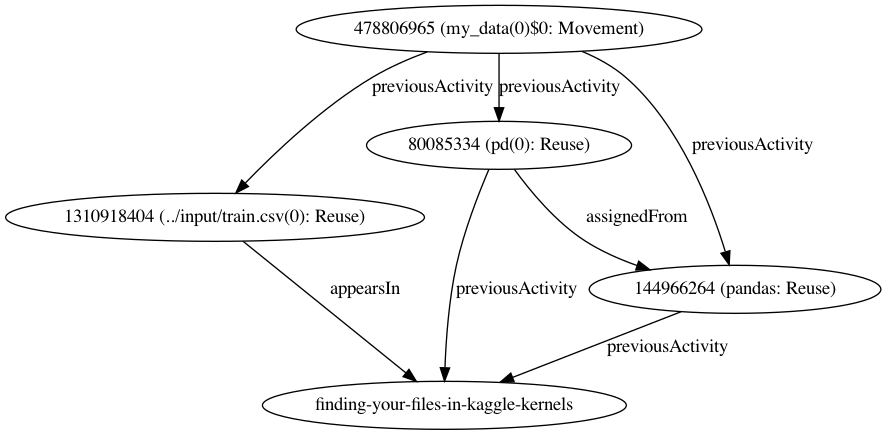 478806965 (my_data(0)$0: Movement)
previousActivity
previousActivity
80085334 (pd(0): Reuse)
previousActivity
1310918404 (../input/train.csv(0): Reuse)
assignedFrom
appearsIn
previousActivity
144966264 (pandas: Reuse)
previousActivity
finding-your-files-in-kaggle-kernels